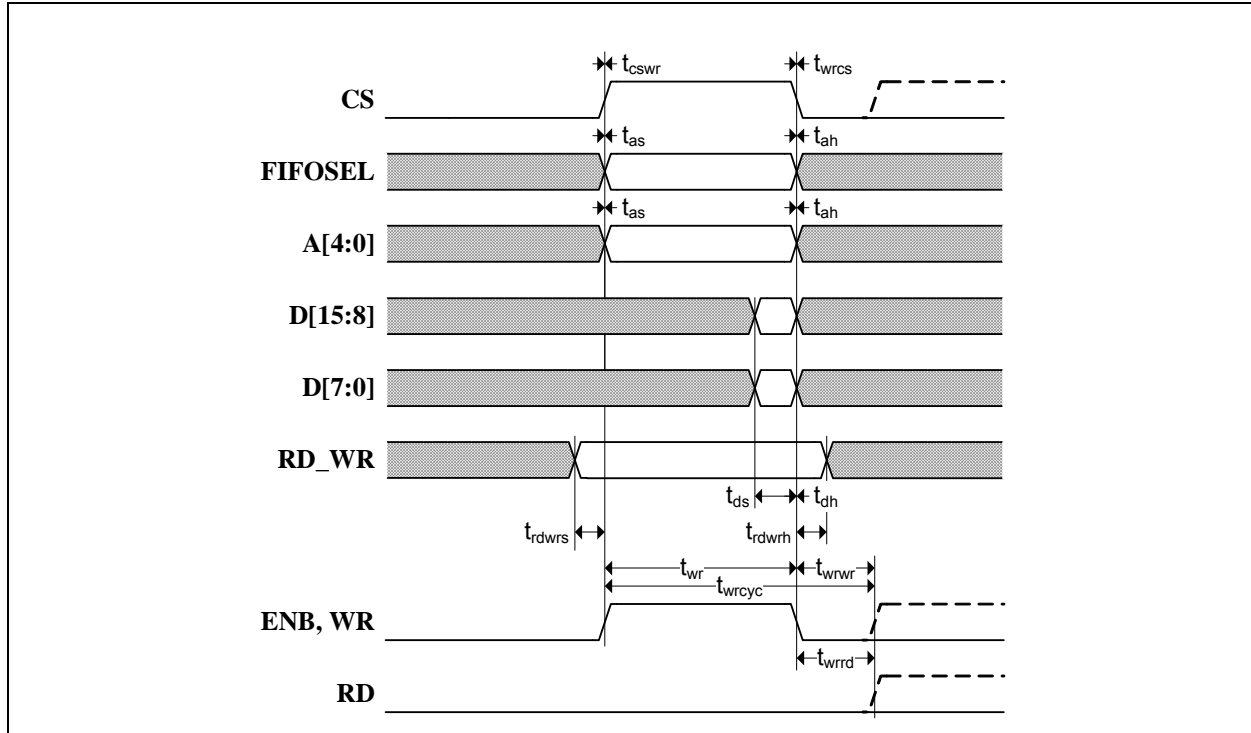 tcswr twrcs
CS
tas tah
FIFOSEL
tas tah
A[4:0]
D[15:8]
D[7:0]
RD_WR
tds tdh
trdwrs trdwrh
twr twrwr
twrcyc
ENB, WR
twrrd
RD